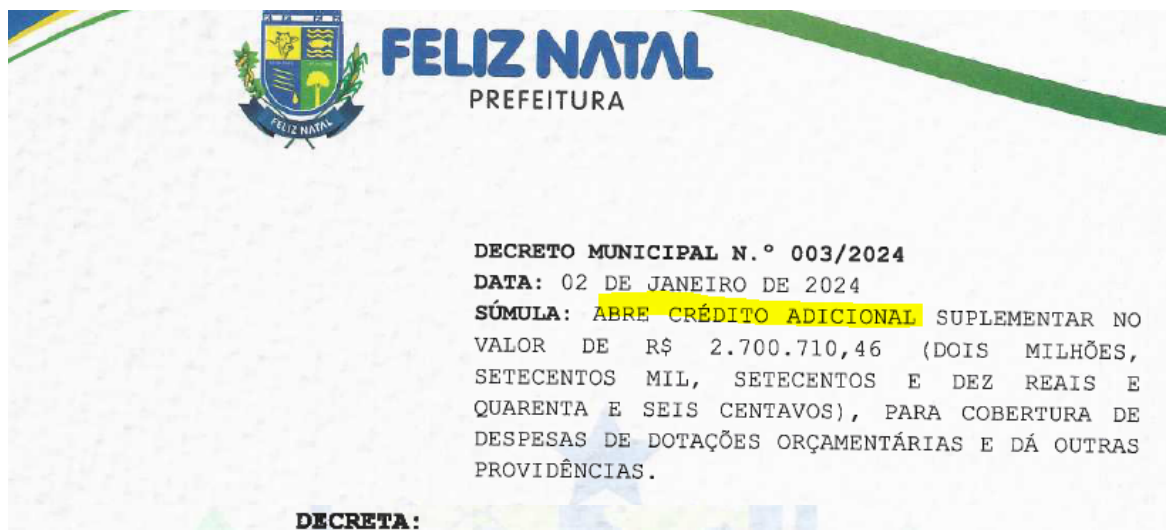 FELIZ NATAL
PREFEITURA
FELIZ NATAL
DECRETO MUNICIPAL N.º 003/2024
DATA: 02 DE JANEIRO DE 2024
SÚMULA: ABRE CRÉDITO ADICIONAL SUPLEMENTAR NO
VALOR DE R$ 2.700.710,46 (DOIS MILHÕES,
SETECENTOS MIL, SETECENTOS E DEZ REAIS E
QUARENTA E SEIS CENTAVOS), PARA COBERTURA DE
DESPESAS DE DOTAÇÕES ORÇAMENTÁRIAS E DÁ OUTRAS
PROVIDÊNCIAS.
DECRETA: